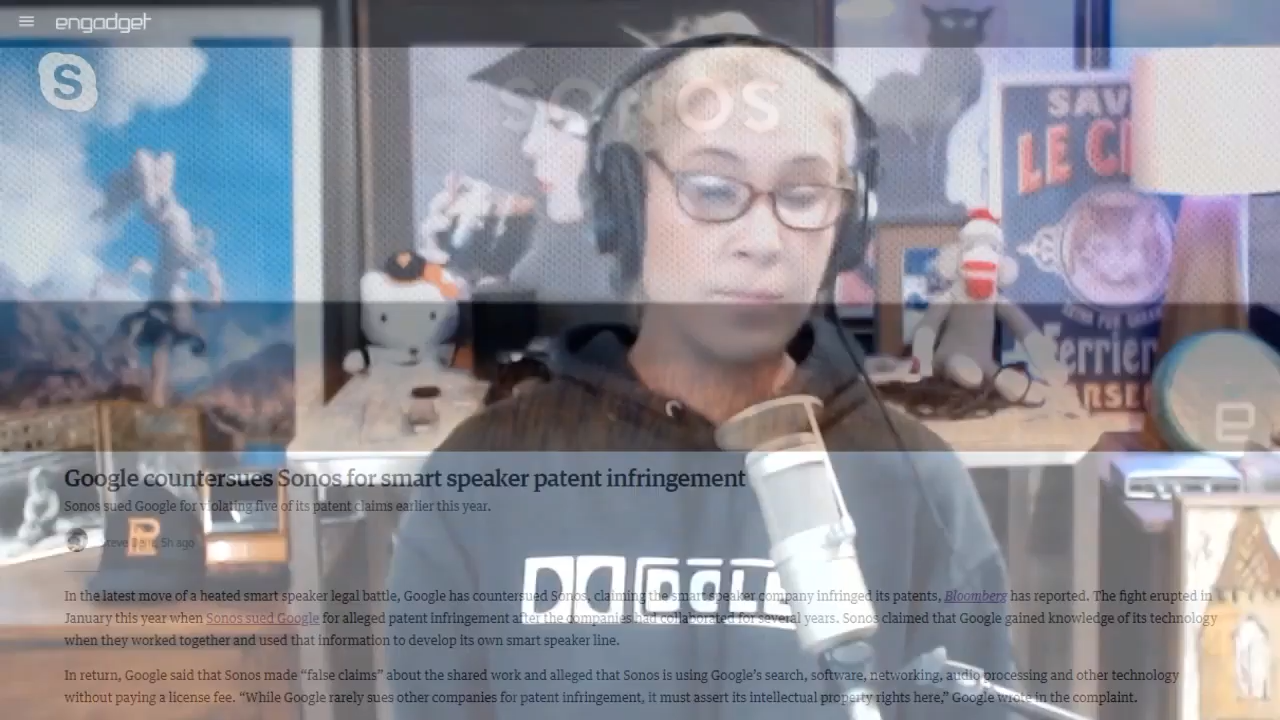 engadget
S
SONOS
SAV
LE C
Ferrier
Google countersues Sonos for smart speaker patent infringement
Sonos sued Google for violating five of its patent claims earlier this year.
5h ago
In the latest move of a heated smart speaker legal battle, Google has countersued Sonos, claiming the smart speaker company infringed its patents, Bloomberg has reported. The fight erupted in
January this year when Sonos sued Google for alleged patent infringement after the companies had collaborated for several years. Sonos claimed that Google gained knowledge of its technology
when they worked together and used that information to develop its own smart speaker line.
In return, Google said that Sonos made “false claims” about the shared work and alleged that Sonos is using Google’s search, software, networking, audio processing and other technology
without paying a license fee. “While Google rarely sues other companies for patent infringement, it must assert its intellectual property rights here,” Google wrote in the complaint.